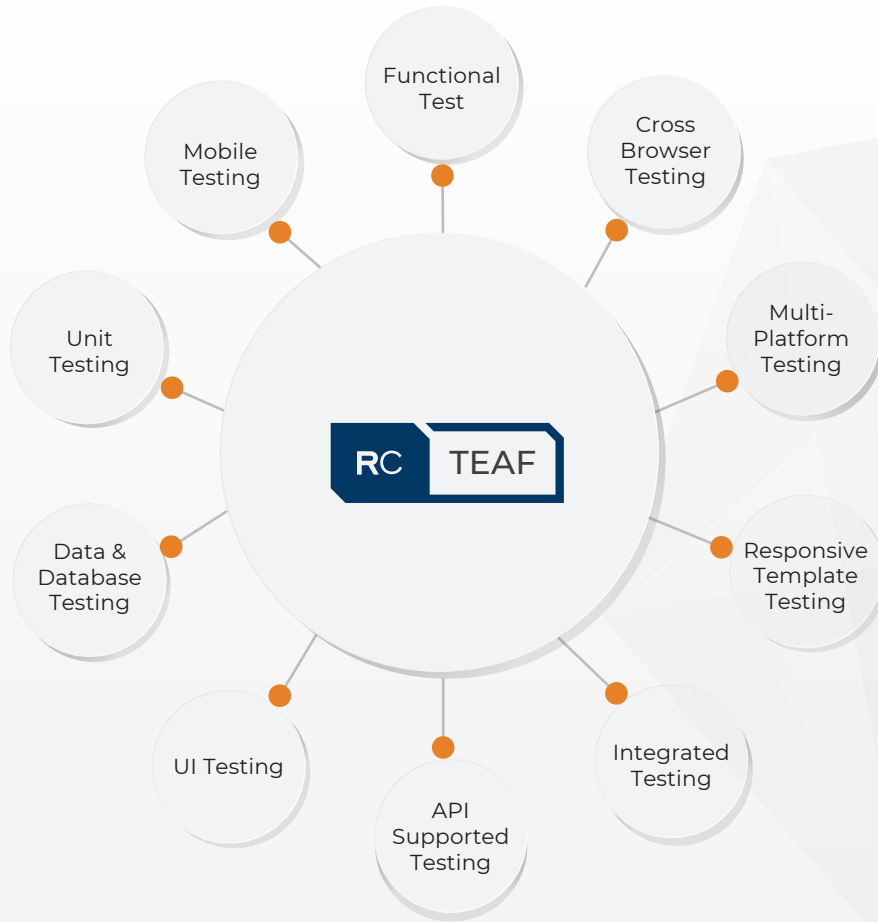 Functional
Test
Cross
Browser
Testing
Multi-
Platform
Testing
Responsive
Template
Testing
Integrated
Testing
API
Supported
Testing
UI Testing
Data &
Database
Testing
Unit
Testing
Mobile
Testing
RC TEAF